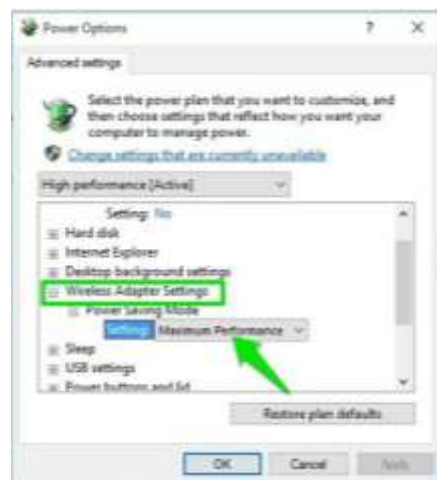 Power Options
?
Advanced settings
Select the power plan that you want to customize, and
then choose settings that reflect how you want your
computer to manage power.
Change settings that are currently unavailable
High performance [Active]
Setting: No
Hard disk
Internet Explorer
Desktop background settings
Wireless Adapter Settings
Power Saving Mode
Setting: Maximum Performance
Sleep
USB settings
Power buttons and lid
Restore plan defaults
OK
Cancel
Apply